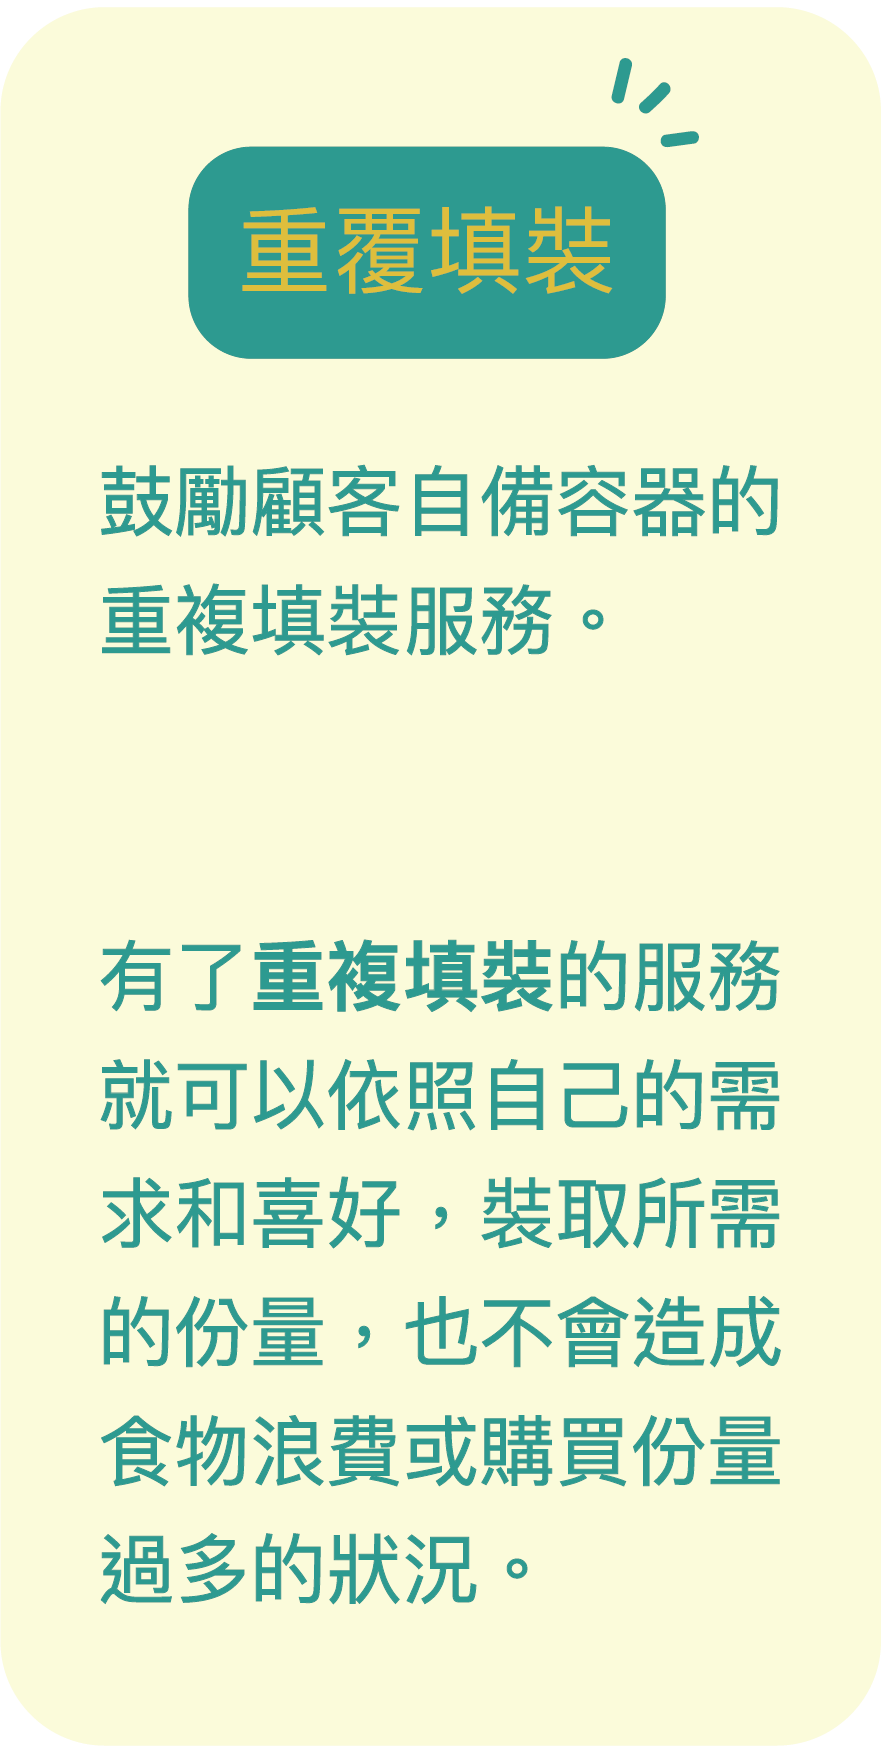 重覆填裝
鼓勵顧客自備容器的
重複填裝服務。
有了重複填裝的服務
就可以依照自己的需
求和喜好，裝取所需
的份量，也不會造成
食物浪費或購買份量
過多的狀況。